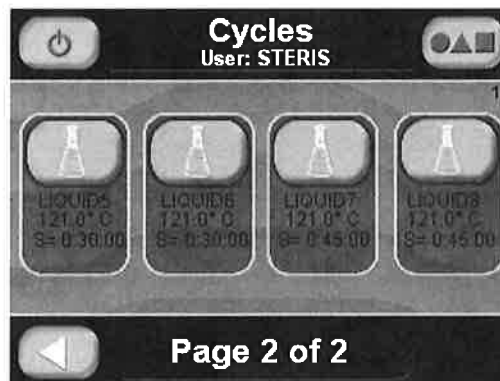 Cycles
User: STERIS
1
LIQUID5
121.0° C
S= 0:30:00
LIQUID6
121.0° C
S= 0:30:00
LIQUID7
121.0° C
S= 0:45:00
LIQUID8
121.0° C
S= 0:45:00
Page 2 of 2